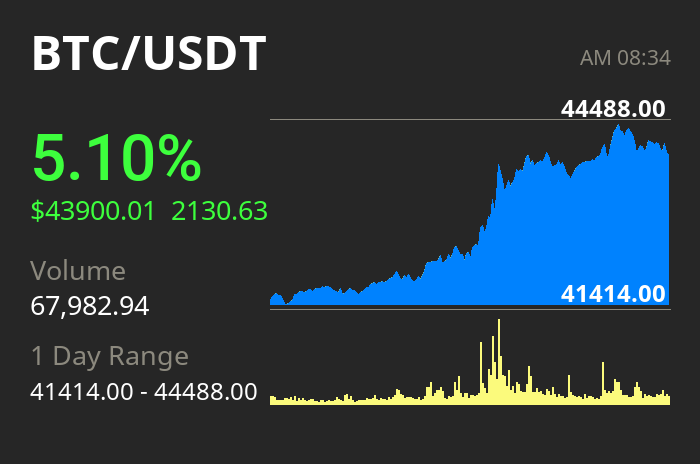 BTC/USDT
AM 08:34
44488.00
5.10%
$43900.01 2130.63
Volume
67,982.94
41414.00
1 Day Range
41414.00 - 44488.00